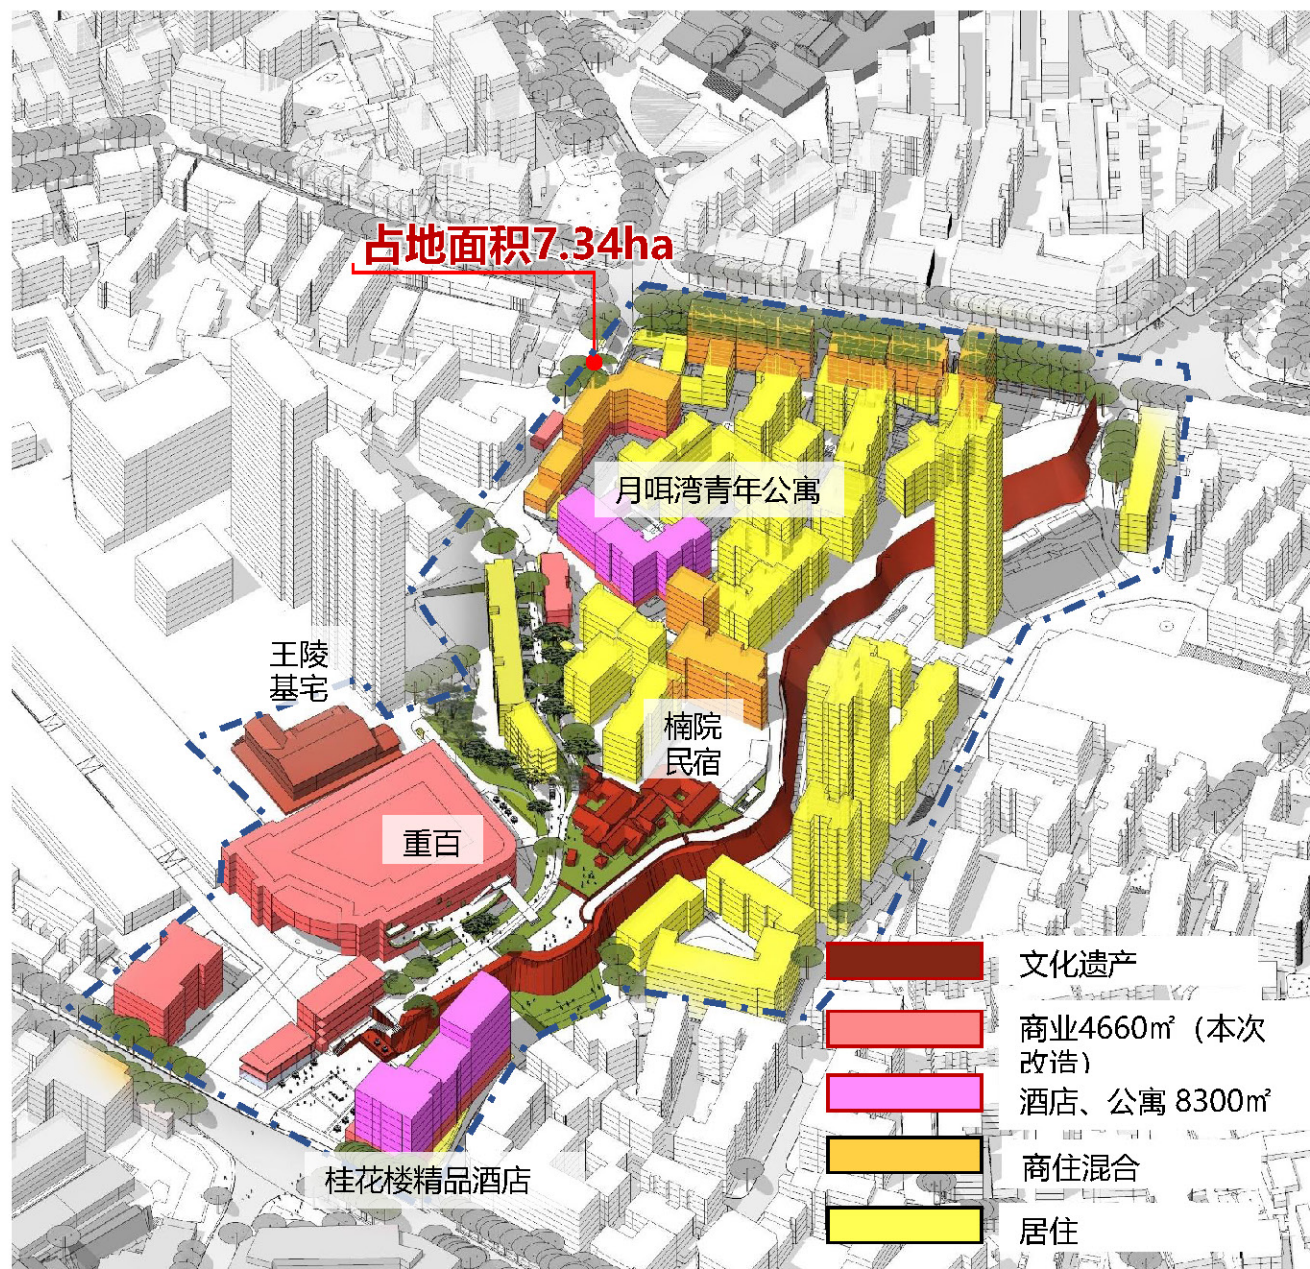 占地面积7.34ha
月咀湾青年公寓
王陵
基宅
楠院
民宿
重百
文化遗产
商业4660㎡（本次
改造）
酒店、公寓 8300㎡
商住混合
桂花楼精品酒店
居住